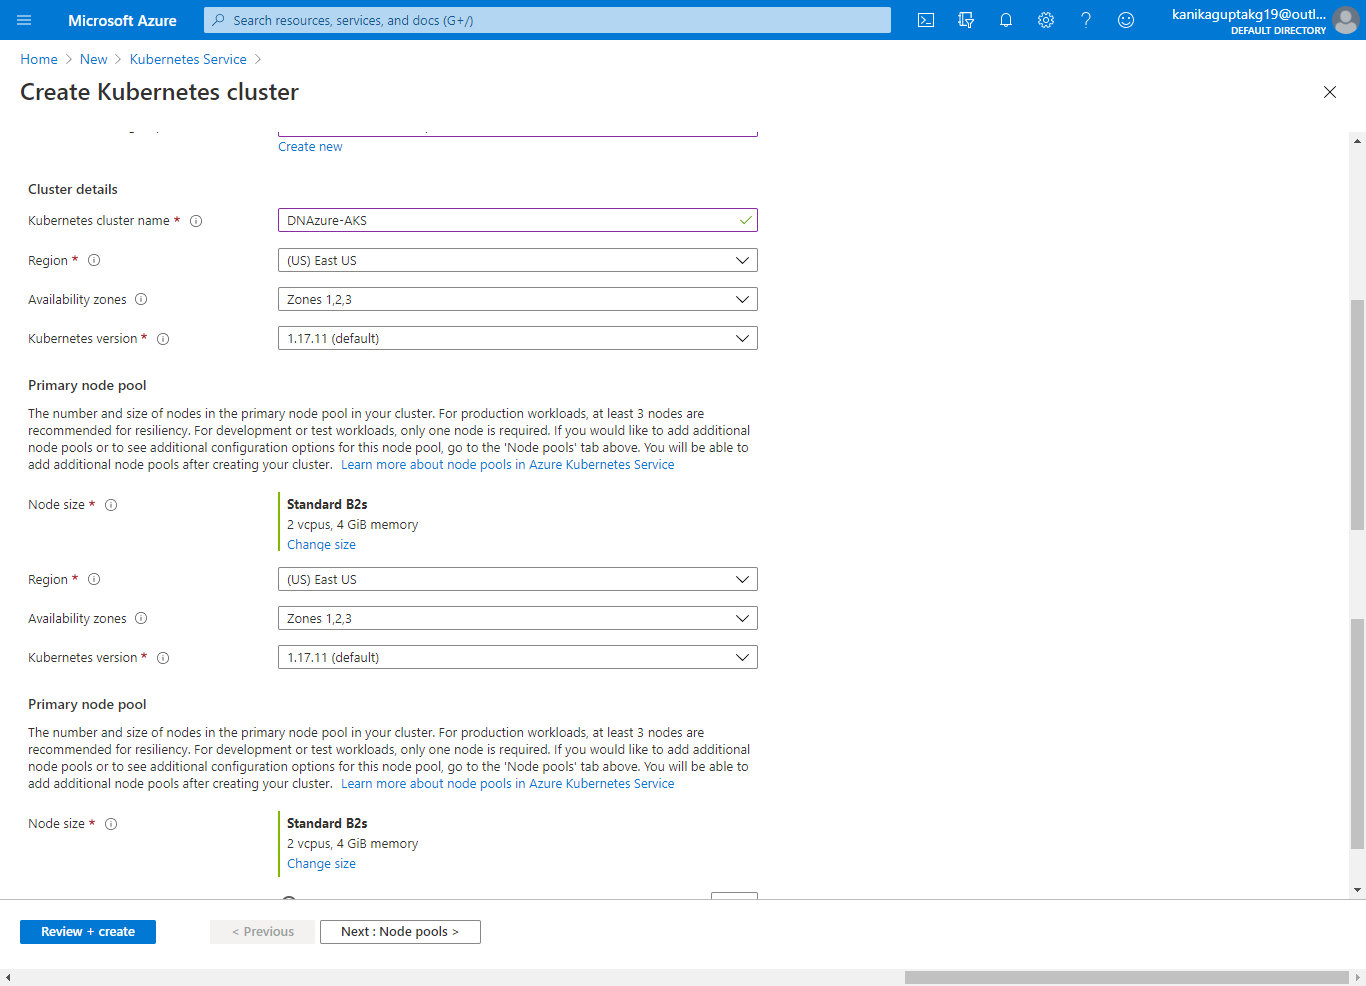 Microsoft Azure
Search resources, services, and docs (G+/)
kanikaguptakg19@outl...
DEFAULT DIRECTORY
Home > New > Kubernetes Service >
Create Kubernetes cluster
Create new
Cluster details
Kubernetes cluster name *
DNAzure-AKS
Region *
(US) East US
Availability zones
Zones 1,2,3
Kubernetes version *
1.17.11 (default)
Primary node pool
The number and size of nodes in the primary node pool in your cluster. For production workloads, at least 3 nodes are
recommended for resiliency. For development or test workloads, only one node is required. If you would like to add additional
node pools or to see additional configuration options for this node pool, go to the 'Node pools' tab above. You will be able to
add additional node pools after creating your cluster. Learn more about node pools in Azure Kubernetes Service
Node size *
Standard B2s
2 vcpus, 4 GiB memory
Change size
Region *
(US) East US
Availability zones
Zones 1,2,3
Kubernetes version *
1.17.11 (default)
Primary node pool
The number and size of nodes in the primary node pool in your cluster. For production workloads, at least 3 nodes are
recommended for resiliency. For development or test workloads, only one node is required. If you would like to add additional
node pools or to see additional configuration options for this node pool, go to the 'Node pools' tab above. You will be able to
add additional node pools after creating your cluster. Learn more about node pools in Azure Kubernetes Service
Node size *
Standard B2s
2 vcpus, 4 GiB memory
Change size
Review + create
< Previous
Next : Node pools >